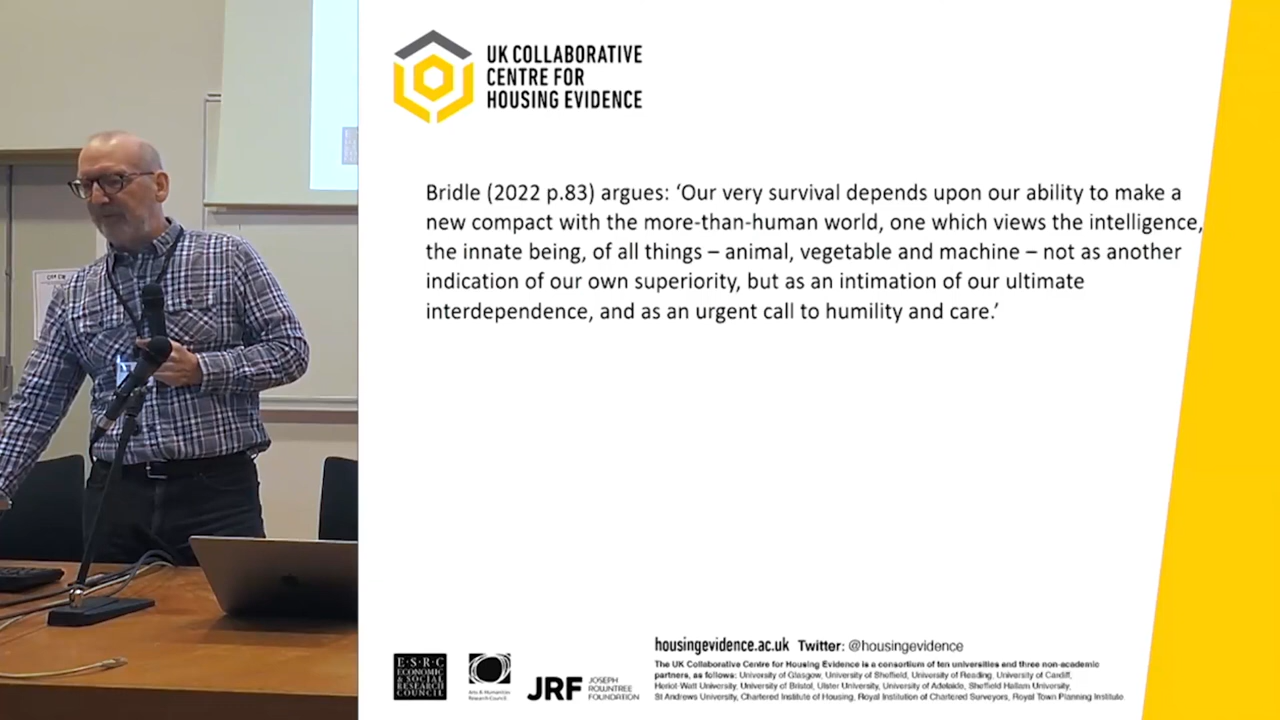 UK COLLABORATIVE
CENTRE FOR
HOUSING EVIDENCE
Bridle (2022 p.83) argues: ‘Our very survival depends upon our ability to make a
new compact with the more-than-human world, one which views the intelligence,
the innate being, of all things – animal, vegetable and machine – not as another
indication of our own superiority, but as an intimation of our ultimate
interdependence, and as an urgent call to humility and care.’
housingevidence.ac.uk Twitter: @housingevidence
The UK Collaborative Centre for Housing Evidence is a consortium of ten universities and three non-academic
partners, as follows: University of Glasgow, University of Sheffield, University of Reading, University of Cardiff,
Heriot-Watt University, University of Bristol, Ulster University, University of Adelaide, Sheffield Hallam University,
St Andrews University, Chartered Institute of Housing, Royal Institution of Chartered Surveyors, Royal Town Planning Institute
E·S·R·C
ECONOMIC
& SOCIAL
RESEARCH
COUNCIL
Arts & Humanities
Research Council
JRF
JOSEPH
ROWNTREE
FOUNDATION